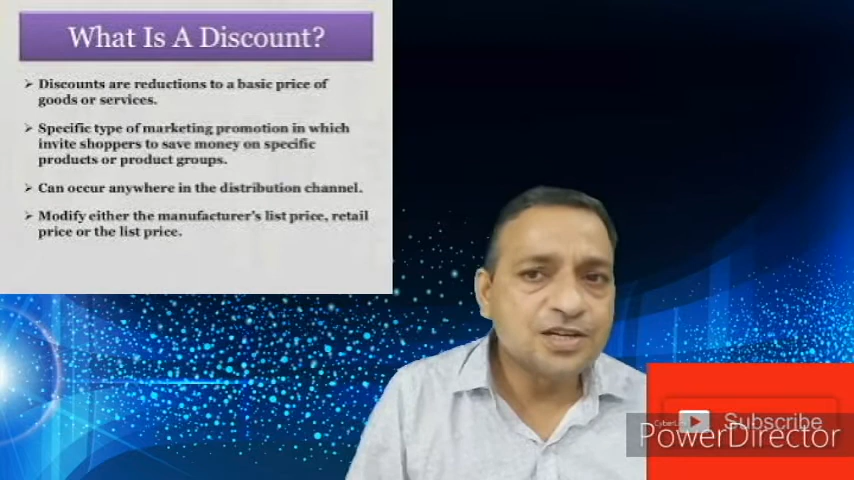 What Is A Discount?
➢ Discounts are reductions to a basic price of
goods or services.
➢ Specific type of marketing promotion in which
invite shoppers to save money on specific
products or product groups.
➢ Can occur anywhere in the distribution channel.
➢ Modify either the manufacturer's list price, retail
price or the list price.
Subscribe
PowerDirector